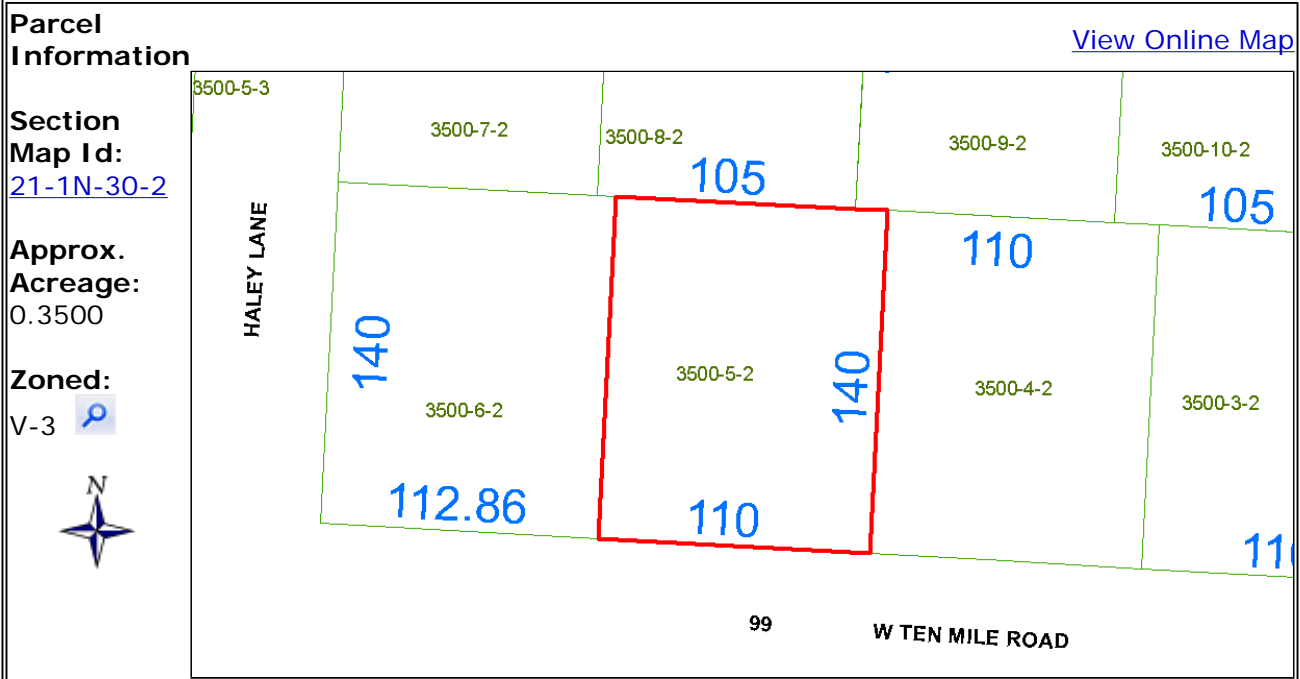 Parcel
Information
View Online Map
Section
Map Id:
21-1N-30-2
Approx.
Acreage:
0.3500
Zoned:
V-3
N
3500-5-3
3500-7-2
3500-8-2
3500-9-2
3500-10-2
105
105
HALEY LANE
110
140
3500-5-2
140
3500-4-2
3500-6-2
3500-3-2
112.86
110
99
W TEN MILE ROAD